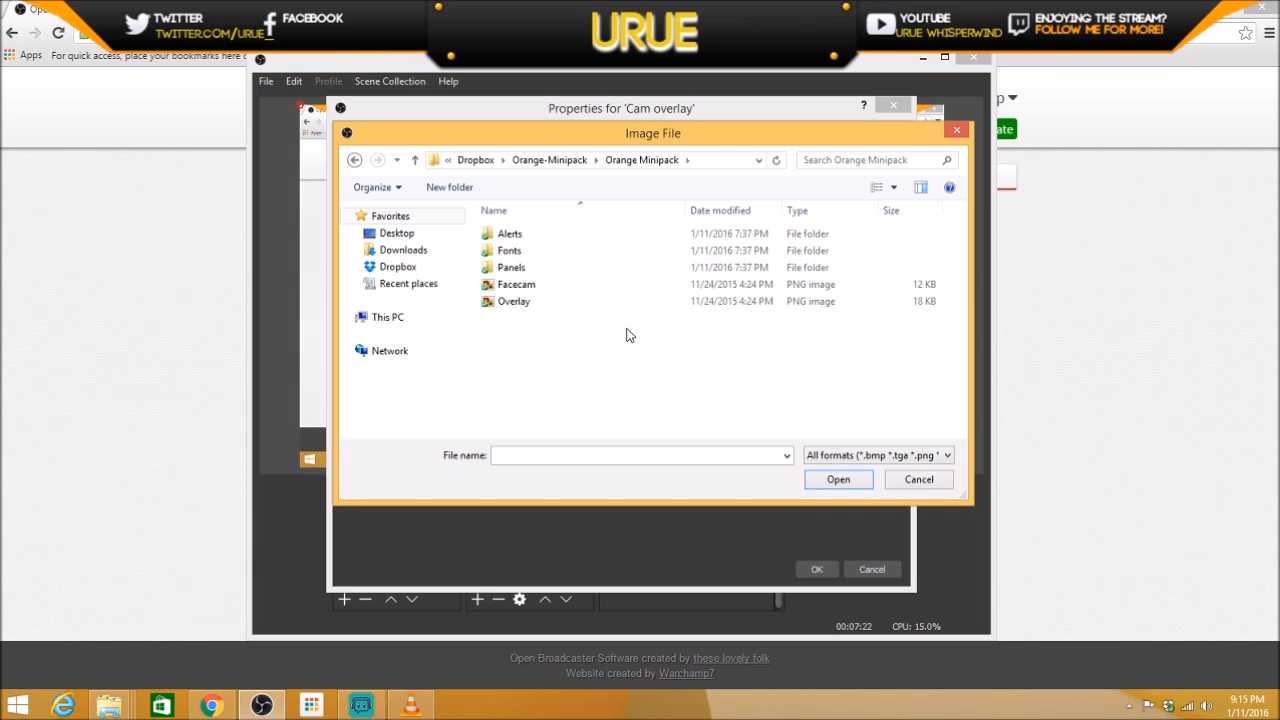 TWITTER
TWITTER.COM/URUE_
FACEBOOK
URUE
YOUTUBE
URUE WHISPERWIND
ENJOYING THE STREAM?
FOLLOW ME FOR MORE!
Apps
For quick access, place your bookmarks here
File Edit Profile Scene Collection Help
Properties for 'Cam overlay'
?
Image File
« Dropbox Orange-Minipack Orange Minipack
Search Orange Minipack
Organize
New folder
Name Date modified Type Size
Favorites
Desktop
Downloads
Dropbox
Recent places
This PC
Network
Alerts 1/11/2016 7:37 PM File folder
Fonts 1/11/2016 7:37 PM File folder
Panels 1/11/2016 7:37 PM File folder
Facecam 11/24/2015 4:24 PM PNG image 12 KB
Overlay 11/24/2015 4:24 PM PNG image 18 KB
File name:
All formats (*.bmp *.tga *.png *
Open
Cancel
OK
Cancel
00:07:22
CPU: 15.0%
Open Broadcaster Software created by these lovely folk
Website created by Warchamp7
9:15 PM
1/11/2016